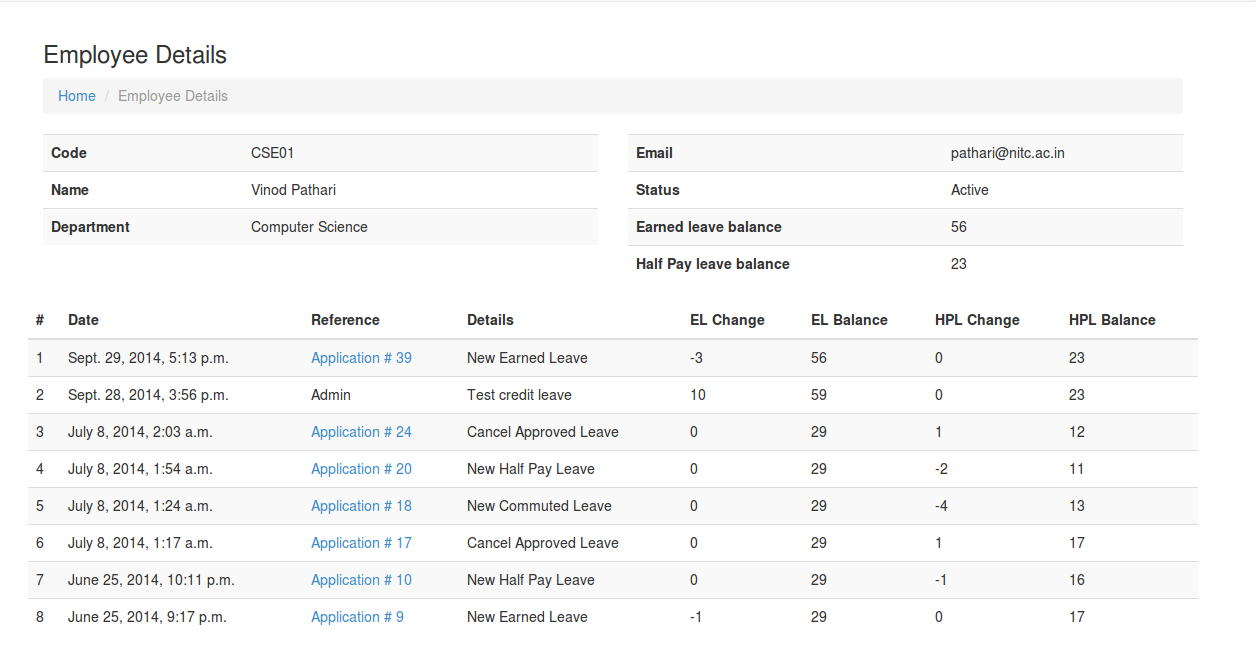 Employee Details
Home / Employee Details
Code CSE01
Name Vinod Pathari
Department Computer Science
Email pathari@nitc.ac.in
Status Active
Earned leave balance 56
Half Pay leave balance 23
# Date Reference Details EL Change EL Balance HPL Change HPL Balance
1 Sept. 29, 2014, 5:13 p.m. Application # 39 New Earned Leave -3 56 0 23
2 Sept. 28, 2014, 3:56 p.m. Admin Test credit leave 10 59 0 23
3 July 8, 2014, 2:03 a.m. Application # 24 Cancel Approved Leave 0 29 1 12
4 July 8, 2014, 1:54 a.m. Application # 20 New Half Pay Leave 0 29 -2 11
5 July 8, 2014, 1:24 a.m. Application # 18 New Commuted Leave 0 29 -4 13
6 July 8, 2014, 1:17 a.m. Application # 17 Cancel Approved Leave 0 29 1 17
7 June 25, 2014, 10:11 p.m. Application # 10 New Half Pay Leave 0 29 -1 16
8 June 25, 2014, 9:17 p.m. Application # 9 New Earned Leave -1 29 0 17